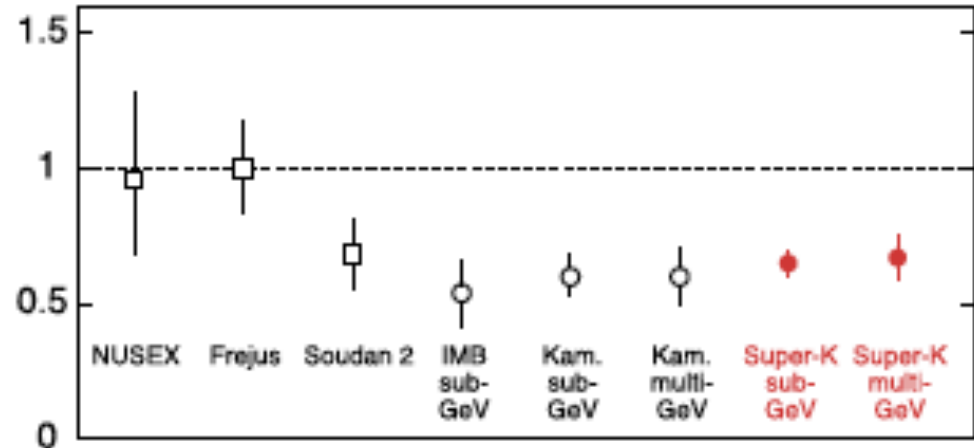 1.5
1
0.5
0
NUSEX Frejus Soudan 2 IMB Kam. Kam. Super-K Super-K
sub- sub- multi- sub- multi-
GeV GeV GeV GeV GeV